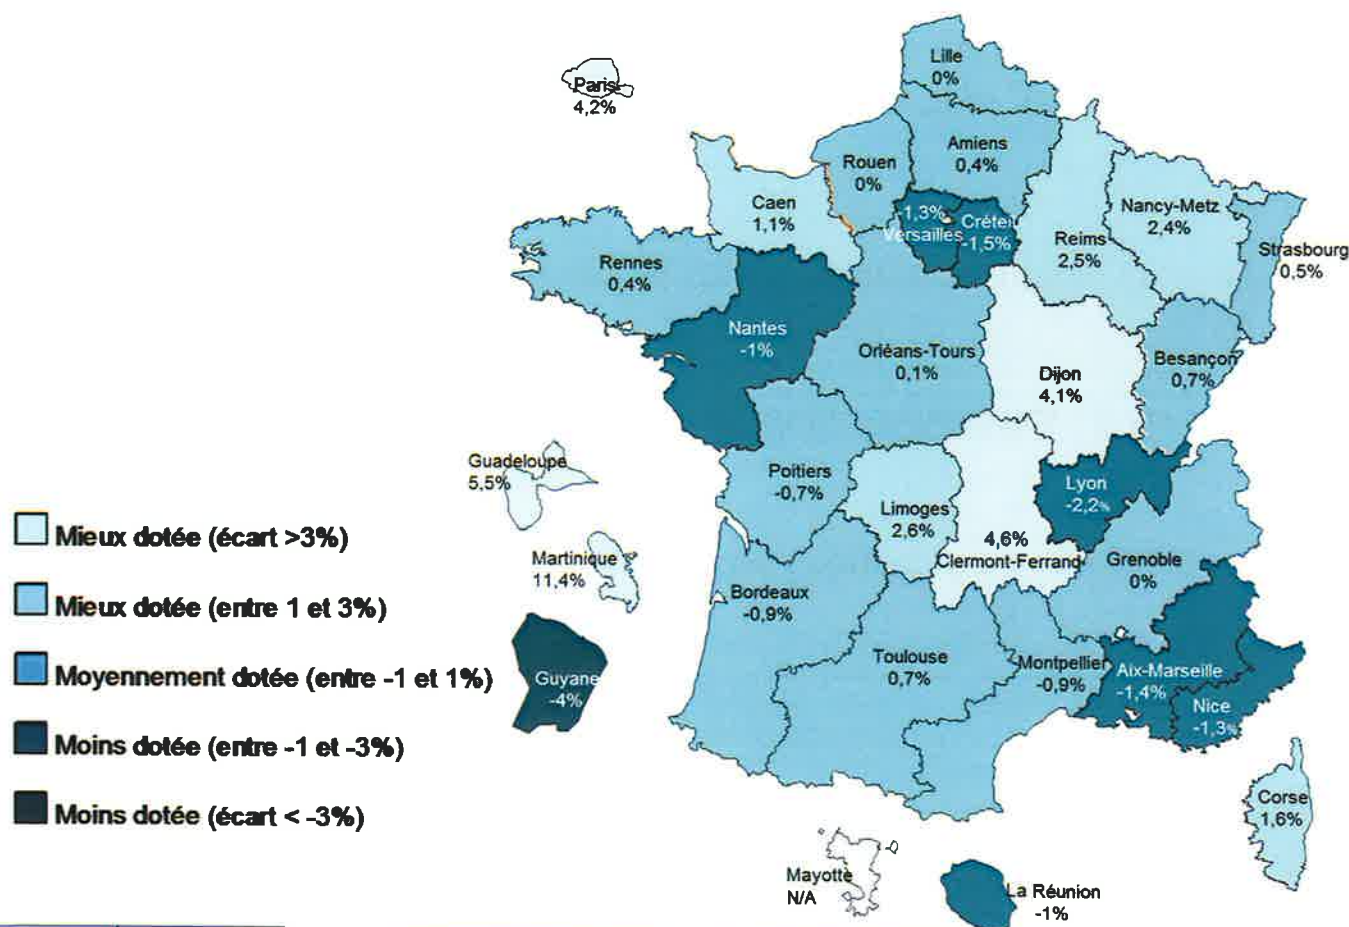 Lille
0%
Paris
4,2%
Amiens
0,4%
Rouen
0%
Caen
1,1%
-1,3%
Versailles
Créteil
-1,5%
Reims
2,5%
Nancy-Metz
2,4%
Strasbourg
0,5%
Rennes
0,4%
Nantes
-1%
Orléans-Tours
0,1%
Dijon
4,1%
Besançon
0,7%
Guadeloupe
5,5%
Poitiers
-0,7%
Limoges
2,6%
4,6%
Clermont-Ferrand
Lyon
-2,2%
Grenoble
0%
Martinique
11,4%
Bordeaux
-0,9%
Guyane
-4%
Toulouse
0,7%
Montpellier
-0,9%
Aix-Marseille
-1,4%
Nice
-1,3%
Corse
1,6%
Mayotte
N/A
La Réunion
-1%
Mieux dotée (écart >3%)
Mieux dotée (entre 1 et 3%)
Moyennement dotée (entre -1 et 1%)
Moins dotée (entre -1 et -3%)
Moins dotée (écart < -3%)